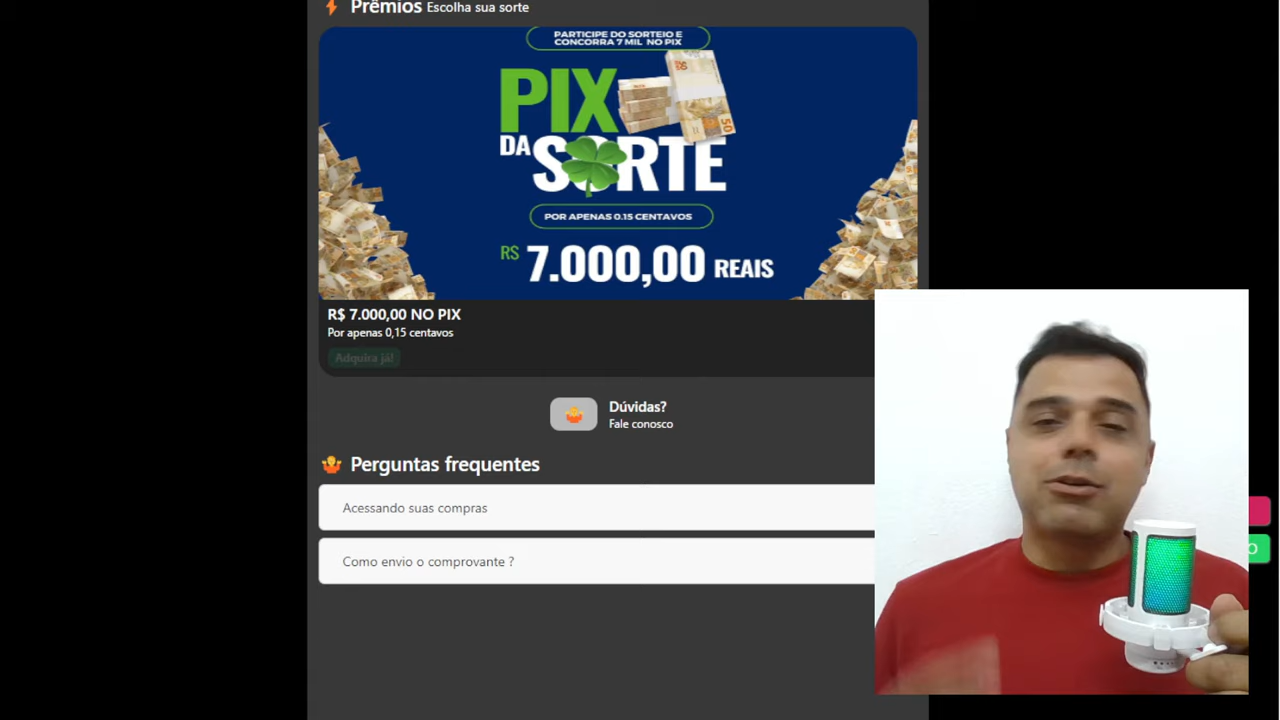 Prêmios Escolha sua sorte
PARTICIPE DO SORTEIO E
CONCORRA 7 MIL NO PIX
PIX
DA SORTE
POR APENAS 0.15 CENTAVOS
R$ 7.000,00 REAIS
R$ 7.000,00 NO PIX
Por apenas 0,15 centavos
Adquira já!
Dúvidas?
Fale conosco
Perguntas frequentes
Acessando suas compras
Como envio o comprovante ?